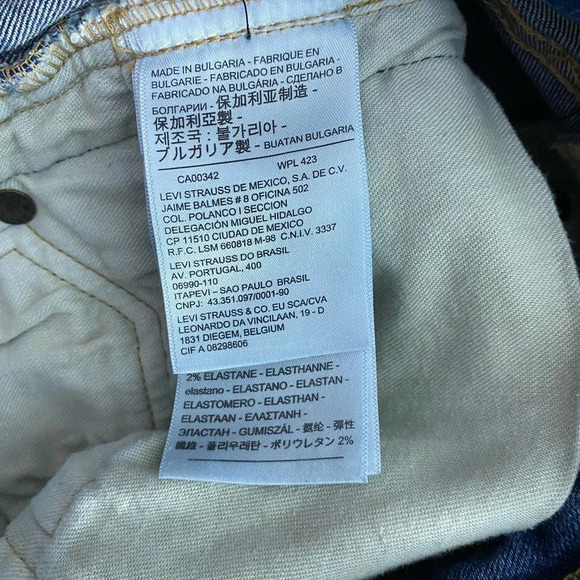 MADE IN BULGARIA - FABRIQUE EN
BULGARIE - FABRICADO EN BULGARIA -
FABRICADO NA BULGÁRIA - СДЕЛАНО В
БОЛГАРИИ - 保加利亚制造 -
保加利亞製 -
제조국 : 불가리아 -
ブルガリア製 - BUATAN BULGARIA
CA00342 WPL 423
LEVI STRAUSS DE MEXICO, S.A. DE C.V.
JAIME BALMES # 8 OFICINA 502
COL. POLANCO I SECCION
DELEGACIÓN MIGUEL HIDALGO
CP 11510 CIUDAD DE MEXICO
R.F.C. LSM 660818 M-98 C.N.I.V. 3337
LEVI STRAUSS DO BRASIL
AV. PORTUGAL, 400
06990-110
ITAPEVI – SAO PAULO BRASIL
CNPJ: 43.351.097/0001-90
LEVI STRAUSS & CO. EU SCA/CVA
LEONARDO DA VINCILAAN, 19 - D
1831 DIEGEM, BELGIUM
CIF A 08298606
2% ELASTANE - ELASTHANNE -
elastano - ELASTANO - ELASTAN -
ELASTOMERO - ELASTHAN -
ELASTAAN - ΕΛΑΣΤΑΝΗ -
ЭЛАСТАН - GUMISZÁL - 氨纶 - 彈性
纖維 - 폴리우레탄 - ポリウレタン 2%